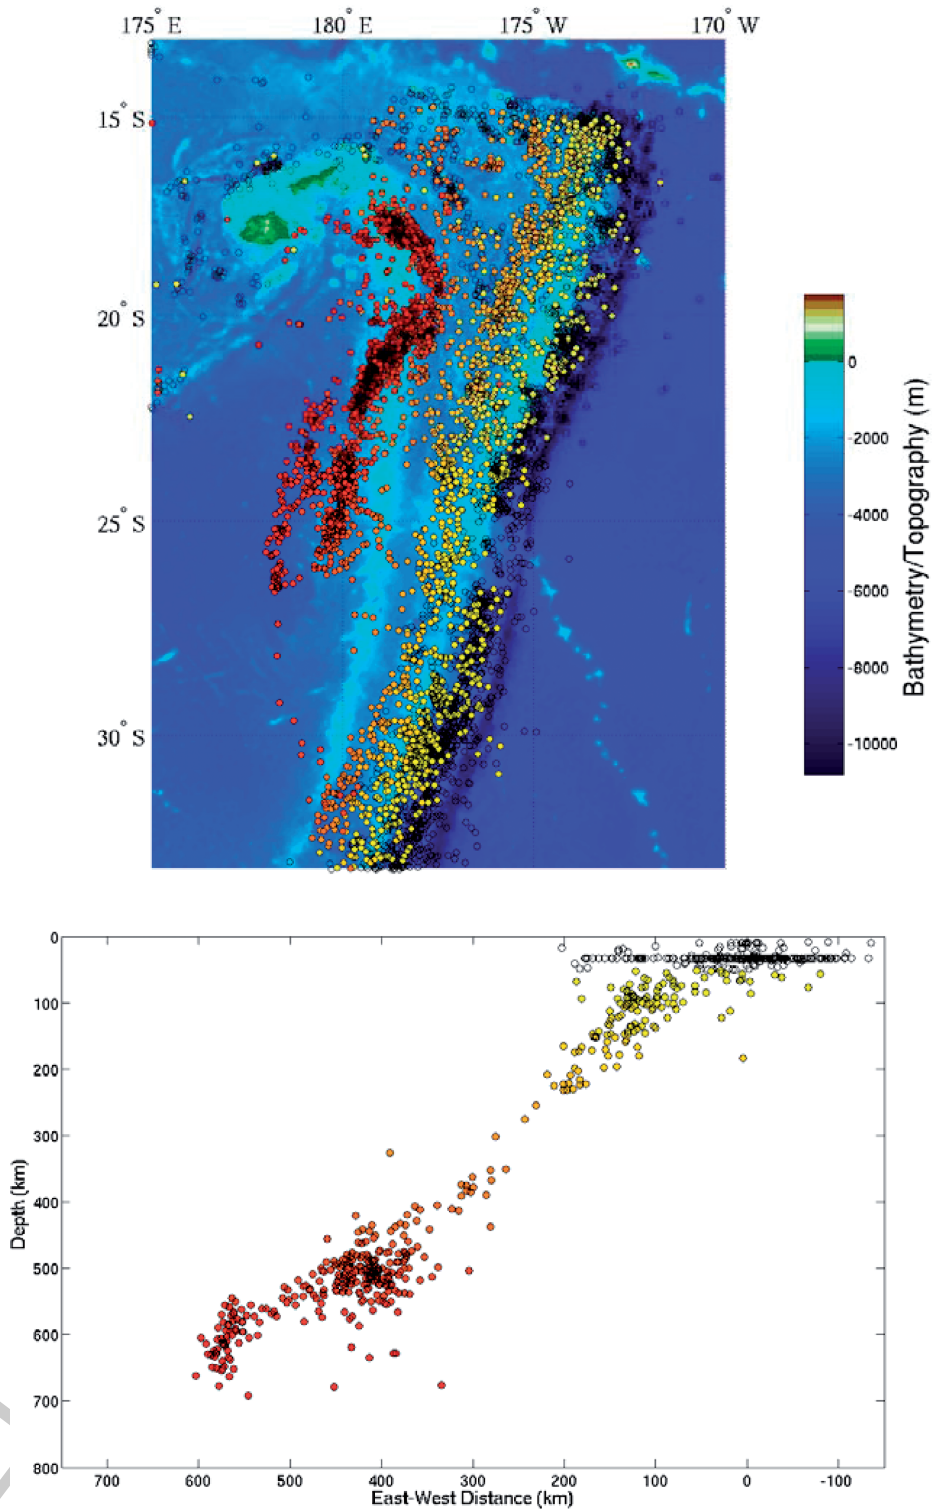 175° E 180° E 175° W 170° W
15° S
20° S
25° S
30° S
0
-2000
-4000
-6000
-8000
-10000
Bathymetry/Topography (m)
0
100
200
300
400
500
600
700
800
Depth (km)
700 600 500 400 300 200 100 0 -100
East-West Distance (km)